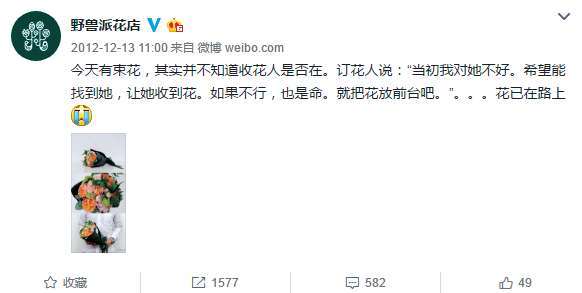 野兽派花店
2012-12-13 11:00 来自 微博 weibo.com
今天有束花，其实并不知道收花人是否在。订花人说：“当初我对她不好。希望能
找到她，让她收到花。如果不行，也是命。就把花放前台吧。”。。。花已在路上
收藏
1577
582
49